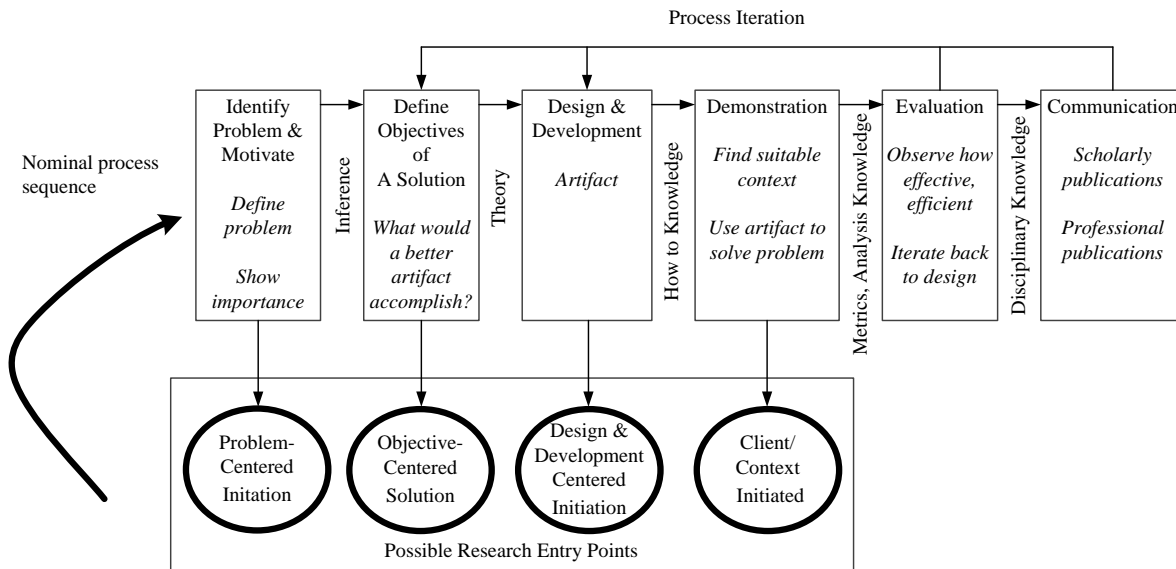 Process Iteration
Nominal process
sequence
Identify
Problem &
Motivate
Define
problem
Show
importance
Inference
Define
Objectives
of
A Solution
What would
a better
artifact
accomplish?
Theory
Design &
Development
Artifact
How to Knowledge
Demonstration
Find suitable
context
Use artifact to
solve problem
Metrics, Analysis Knowledge
Evaluation
Observe how
effective,
efficient
Iterate back
to design
Disciplinary Knowledge
Communication
Scholarly
publications
Professional
publications
Problem-
Centered
Initation
Objective-
Centered
Solution
Design &
Development
Centered
Initiation
Client/
Context
Initiated
Possible Research Entry Points